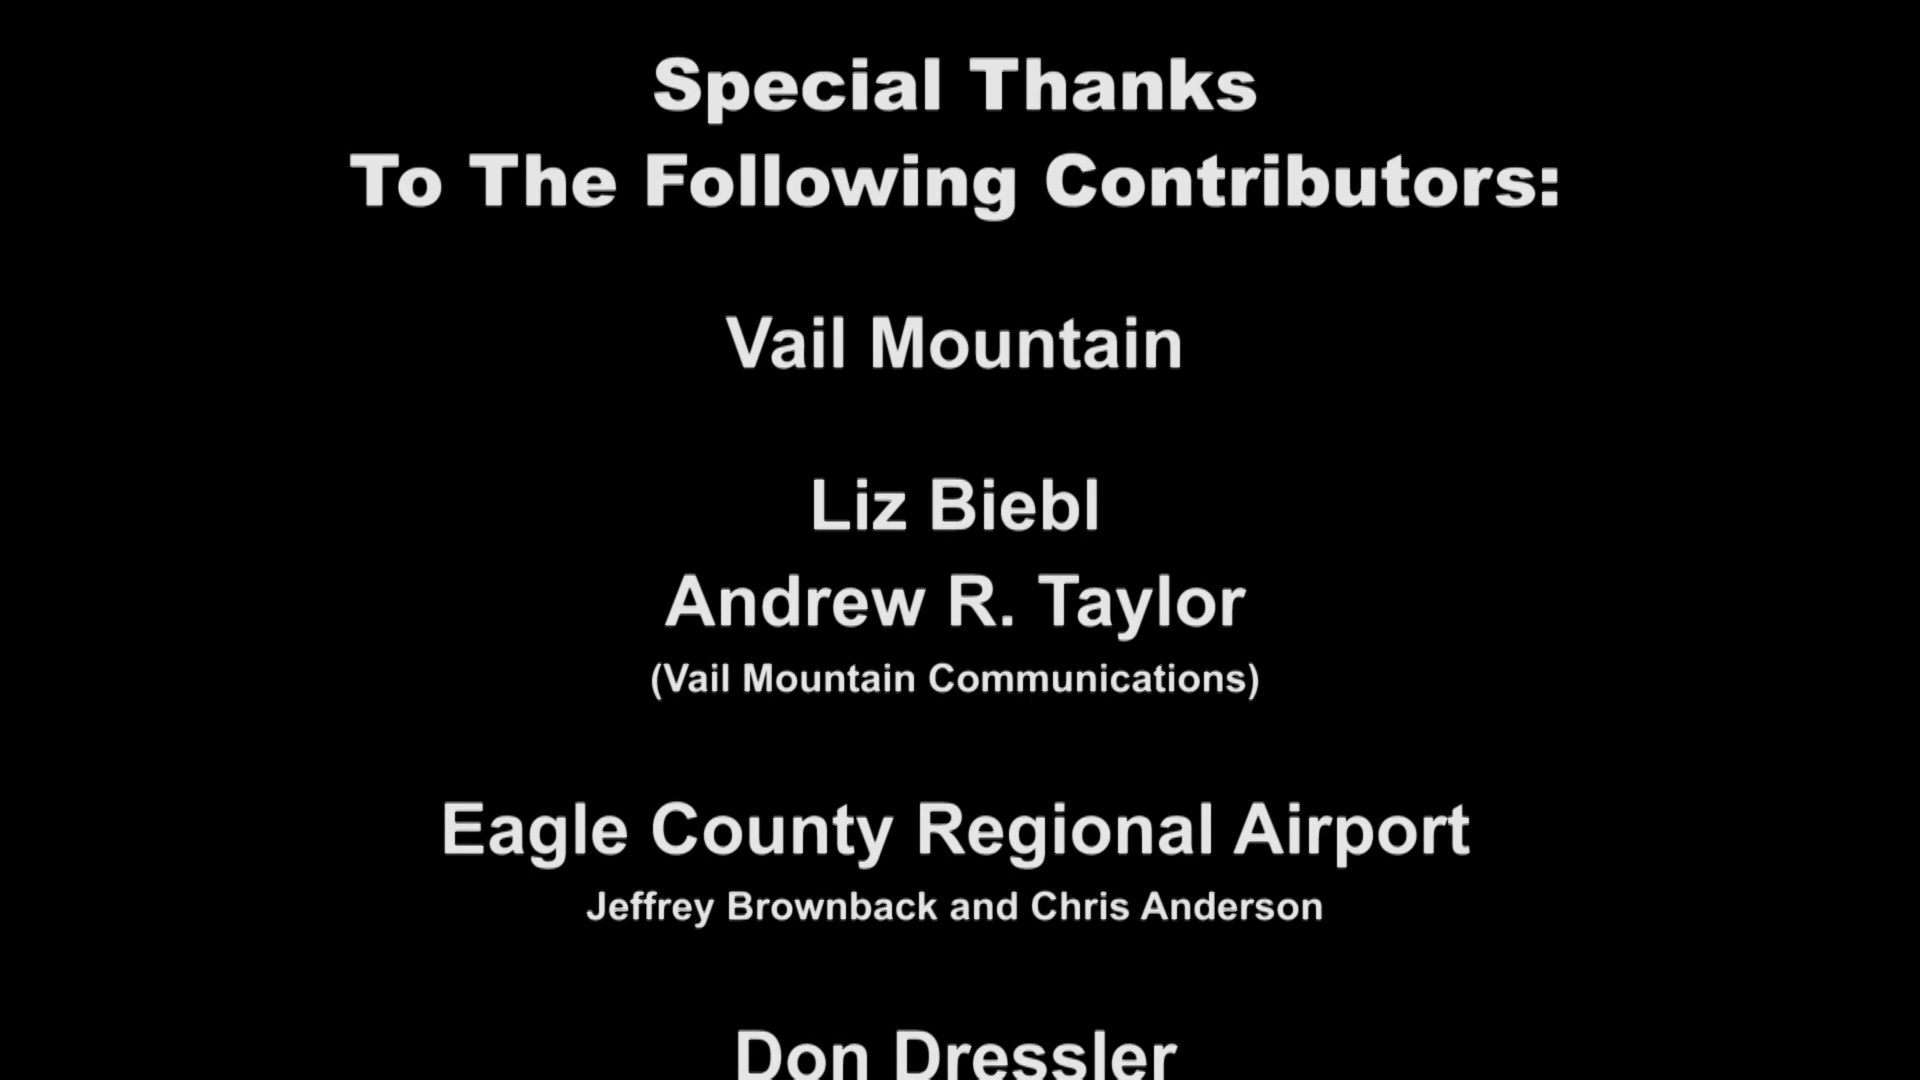 Special Thanks
To The Following Contributors:
Vail Mountain
Liz Biebl
Andrew R. Taylor
(Vail Mountain Communications)
Eagle County Regional Airport
Jeffrey Brownback and Chris Anderson
Don Dressler